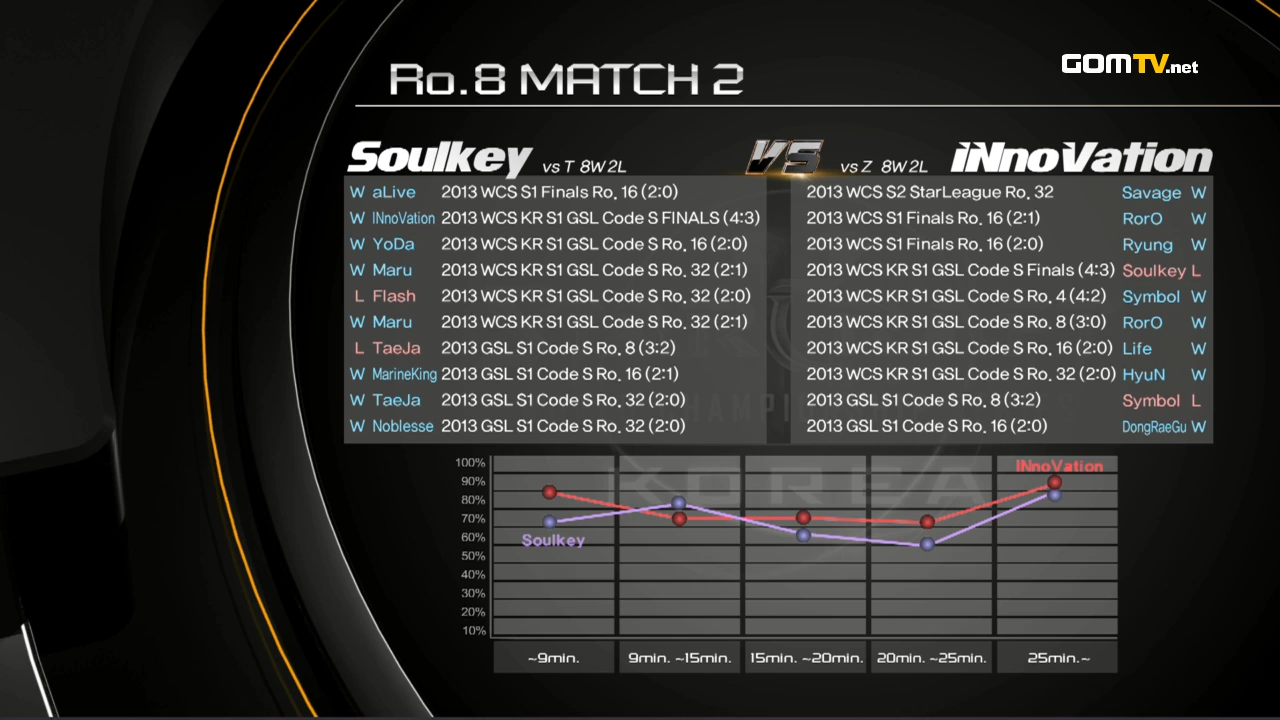 Ro.8 MATCH 2
GOMTV.net
Soulkey vs T 8W 2L VS vs Z 8W 2L iNnoVation
W aLive 2013 WCS S1 Finals Ro. 16 (2:0)
W INnoVation 2013 WCS KR S1 GSL Code S FINALS (4:3)
W YoDa 2013 WCS KR S1 GSL Code S Ro. 16 (2:0)
W Maru 2013 WCS KR S1 GSL Code S Ro. 32 (2:1)
L Flash 2013 WCS KR S1 GSL Code S Ro. 32 (2:0)
W Maru 2013 WCS KR S1 GSL Code S Ro. 32 (2:1)
L TaeJa 2013 GSL S1 Code S Ro. 8 (3:2)
W MarineKing 2013 GSL S1 Code S Ro. 16 (2:1)
W TaeJa 2013 GSL S1 Code S Ro. 32 (2:0)
W Noblesse 2013 GSL S1 Code S Ro. 32 (2:0)
2013 WCS S2 StarLeague Ro. 32 Savage W
2013 WCS S1 Finals Ro. 16 (2:1) RorO W
2013 WCS S1 Finals Ro. 16 (2:0) Ryung W
2013 WCS KR S1 GSL Code S Finals (4:3) Soulkey L
2013 WCS KR S1 GSL Code S Ro. 4 (4:2) Symbol W
2013 WCS KR S1 GSL Code S Ro. 8 (3:0) RorO W
2013 WCS KR S1 GSL Code S Ro. 16 (2:0) Life W
2013 WCS KR S1 GSL Code S Ro. 32 (2:0) HyuN W
2013 GSL S1 Code S Ro. 8 (3:2) Symbol L
2013 GSL S1 Code S Ro. 16 (2:0) DongRaeGu W
KOREA
100%
90%
80%
70%
60%
50%
40%
30%
20%
10%
INnoVation
Soulkey
~9min. 9min. ~15min. 15min. ~20min. 20min. ~25min. 25min.~